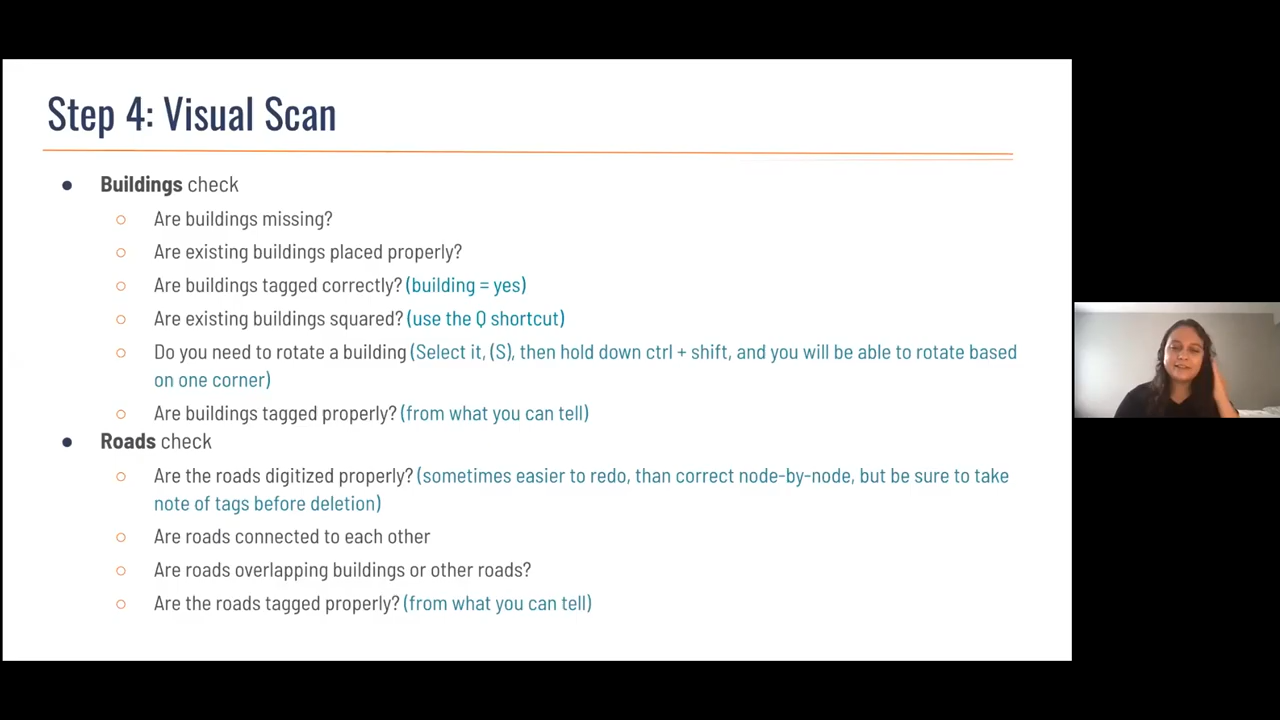 Step 4: Visual Scan
● Buildings check
○ Are buildings missing?
○ Are existing buildings placed properly?
○ Are buildings tagged correctly? (building = yes)
○ Are existing buildings squared? (use the Q shortcut)
○ Do you need to rotate a building (Select it, (S), then hold down ctrl + shift, and you will be able to rotate based
on one corner)
○ Are buildings tagged properly? (from what you can tell)
● Roads check
○ Are the roads digitized properly? (sometimes easier to redo, than correct node-by-node, but be sure to take
note of tags before deletion)
○ Are roads connected to each other
○ Are roads overlapping buildings or other roads?
○ Are the roads tagged properly? (from what you can tell)